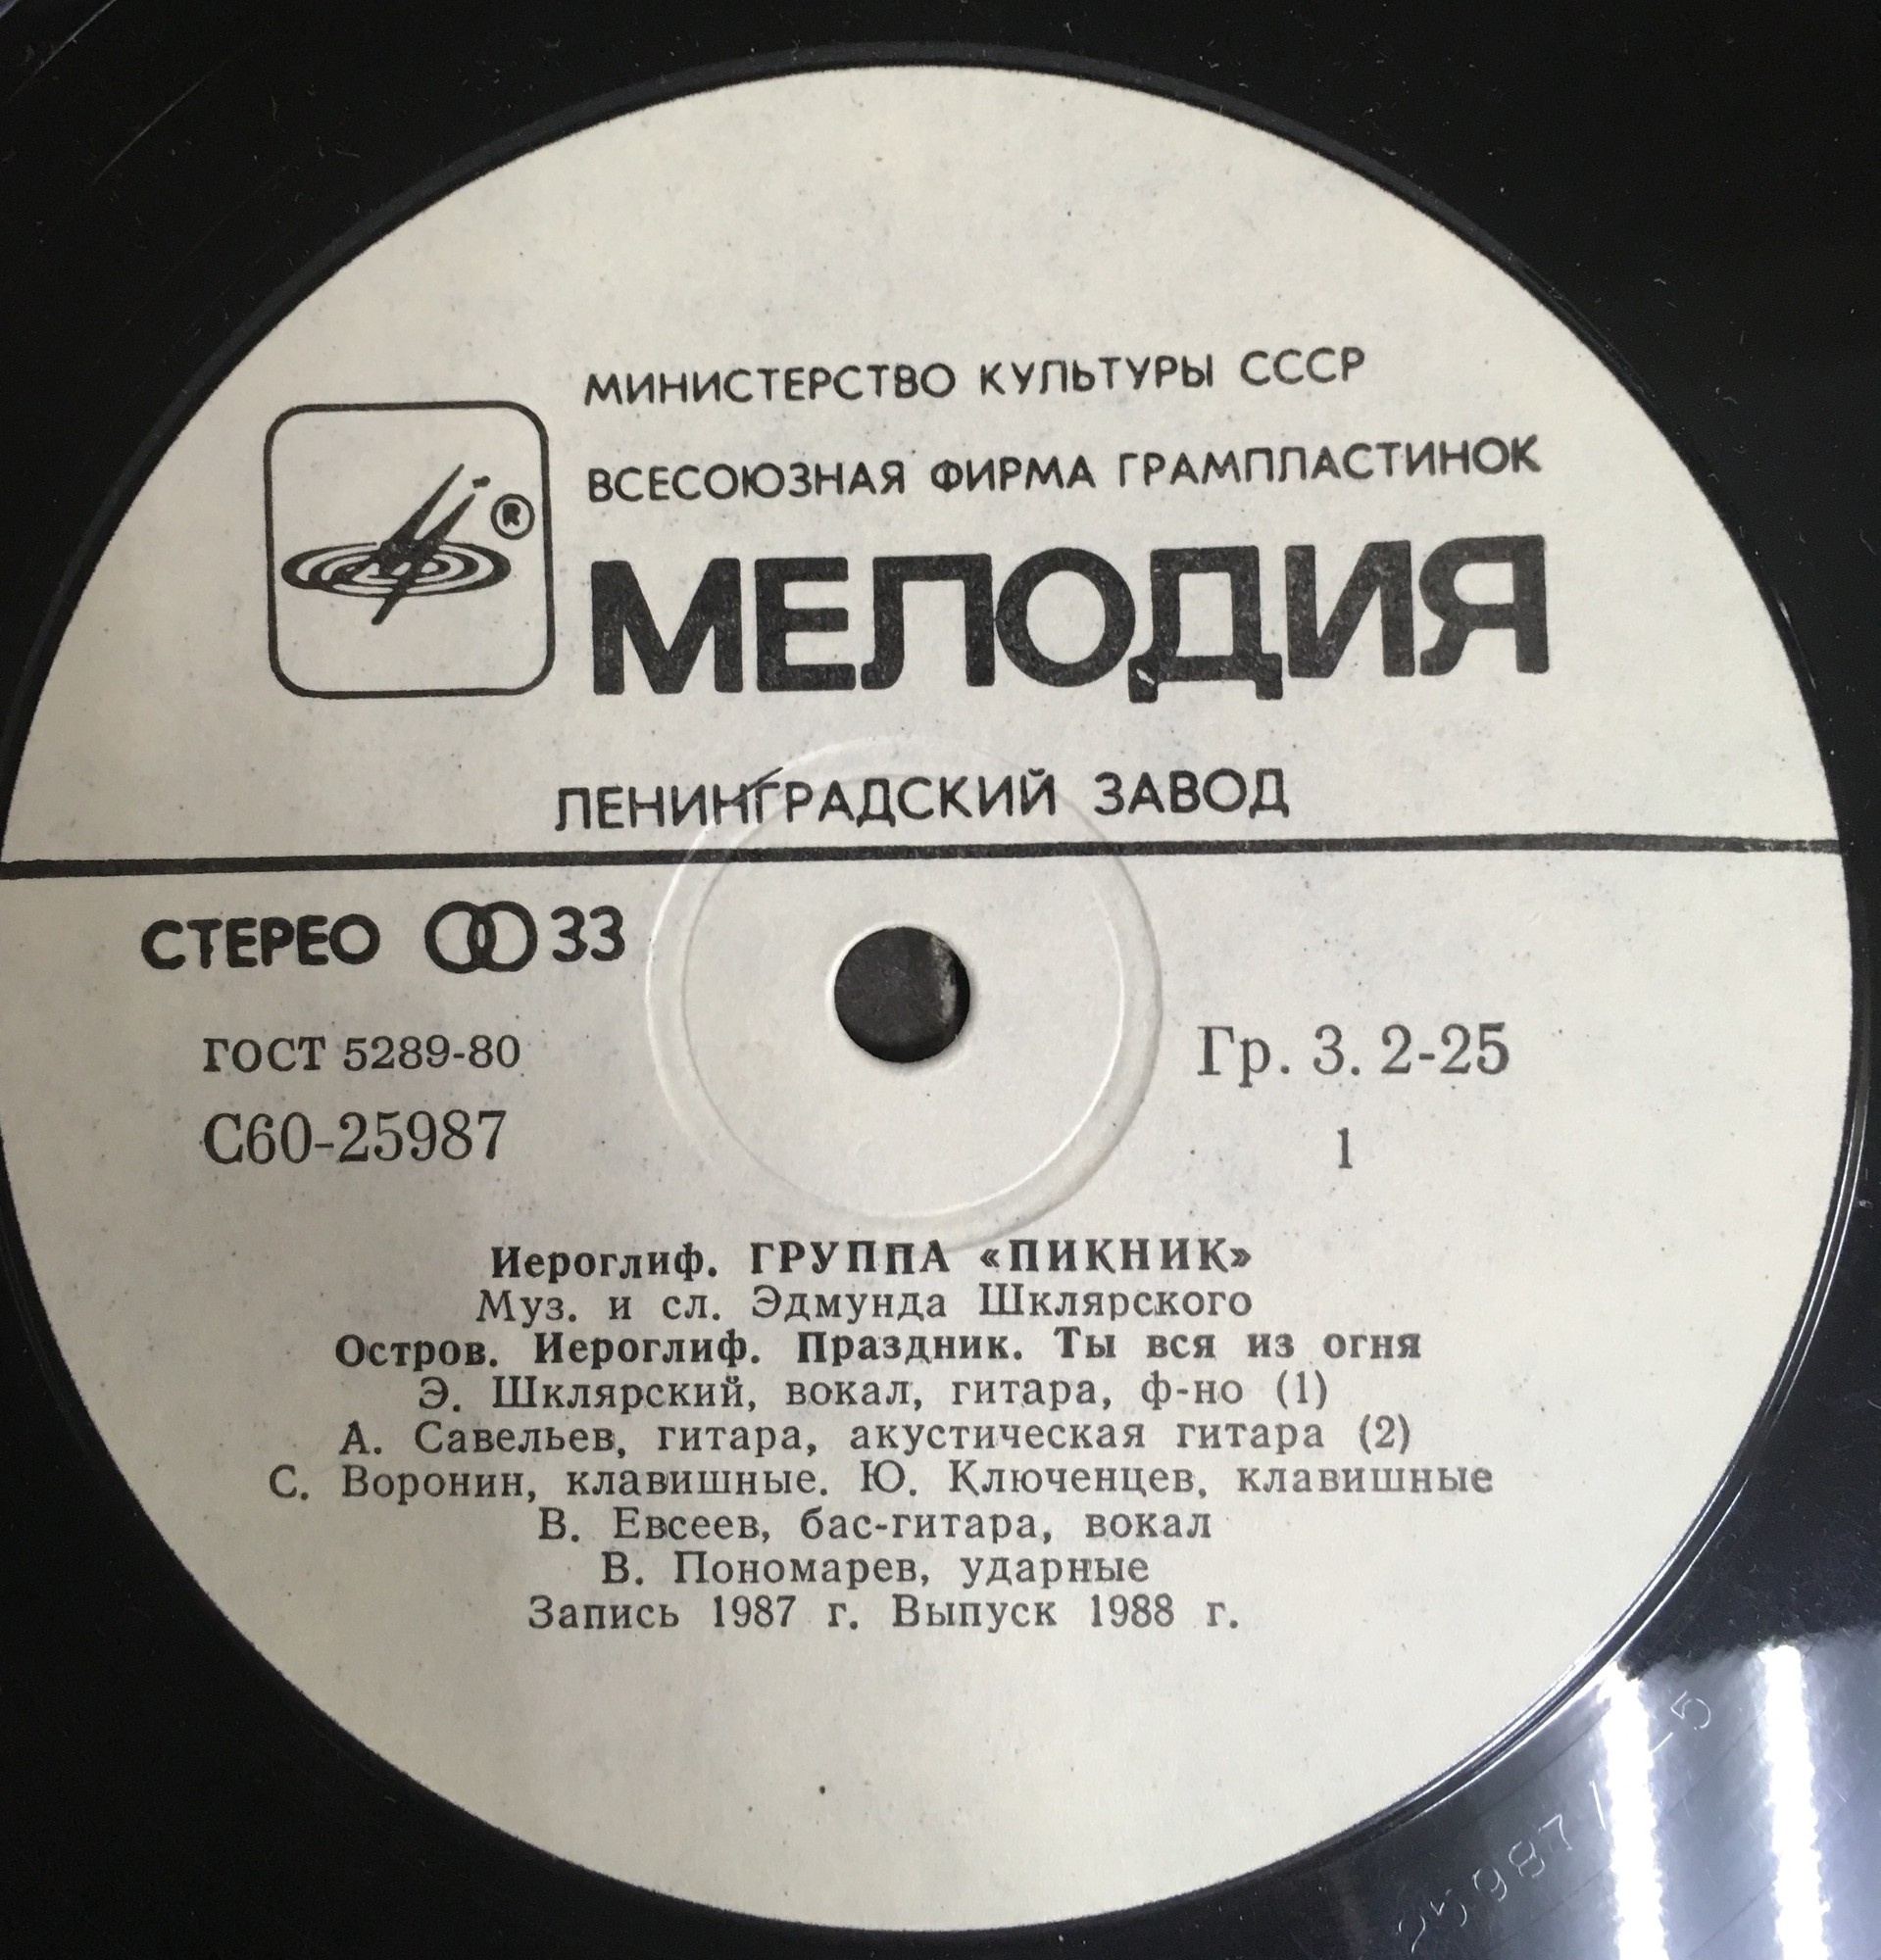 МИНИСТЕРСТВО КУЛЬТУРЫ СССР
ВСЕСОЮЗНАЯ ФИРМА ГРАМПЛАСТИНОК
®
МЕЛОДИЯ
ЛЕНИНГРАДСКИЙ ЗАВОД
СТЕРЕО 33
ГОСТ 5289-80
Гр. 3. 2-25
С60-25987
1
Иероглиф. ГРУППА «ПИКНИК»
Муз. и сл. Эдмунда Шклярского
Остров. Иероглиф. Праздник. Ты вся из огня
Э. Шклярский, вокал, гитара, ф-но (1)
А. Савельев, гитара, акустическая гитара (2)
С. Воронин, клавишные. Ю. Ключенцев, клавишные
В. Евсеев, бас-гитара, вокал
В. Пономарев, ударные
Запись 1987 г. Выпуск 1988 г.